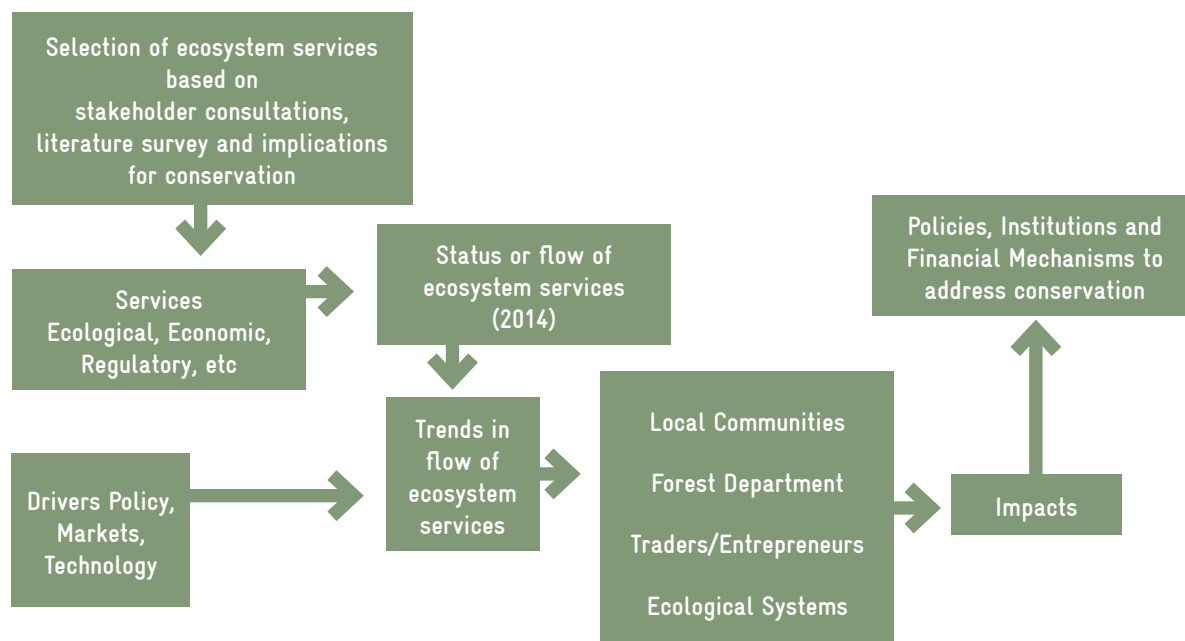 Selection of ecosystem services
based on
stakeholder consultations,
literature survey and implications
for conservation
Services
Ecological, Economic,
Regulatory, etc
Status or flow of
ecosystem services
(2014)
Drivers Policy,
Markets,
Technology
Trends in
flow of
ecosystem
services
Local Communities
Forest Department
Traders/Entrepreneurs
Ecological Systems
Impacts
Policies, Institutions and
Financial Mechanisms to
address conservation